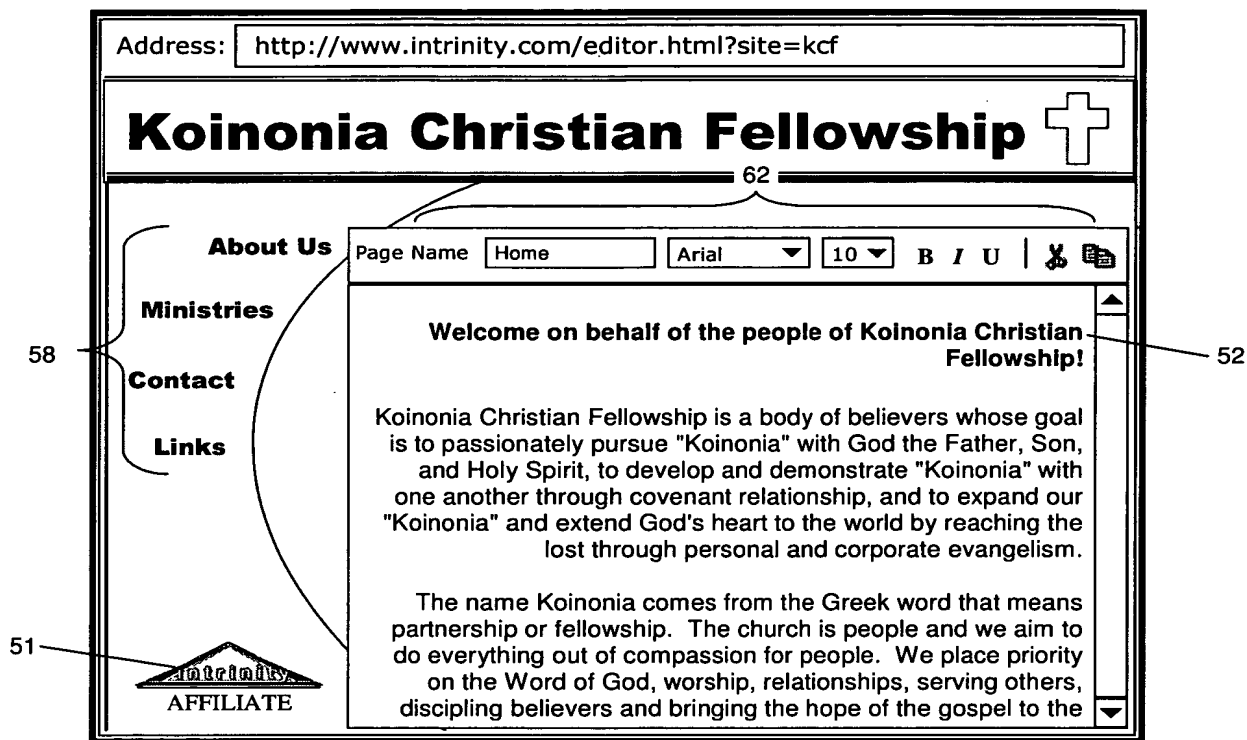 Address: http://www.intrinity.com/editor.html?site=kcf
Koinonia Christian Fellowship
62
About Us
Page Name Home Arial 10 B I U
Ministries
Contact
Links
58
Welcome on behalf of the people of Koinonia Christian
Fellowship!
52
Koinonia Christian Fellowship is a body of believers whose goal
is to passionately pursue "Koinonia" with God the Father, Son,
and Holy Spirit, to develop and demonstrate "Koinonia" with
one another through covenant relationship, and to expand our
"Koinonia" and extend God's heart to the world by reaching the
lost through personal and corporate evangelism.
The name Koinonia comes from the Greek word that means
partnership or fellowship. The church is people and we aim to
do everything out of compassion for people. We place priority
on the Word of God, worship, relationships, serving others,
discipling believers and bringing the hope of the gospel to the
51
intrinity
AFFILIATE